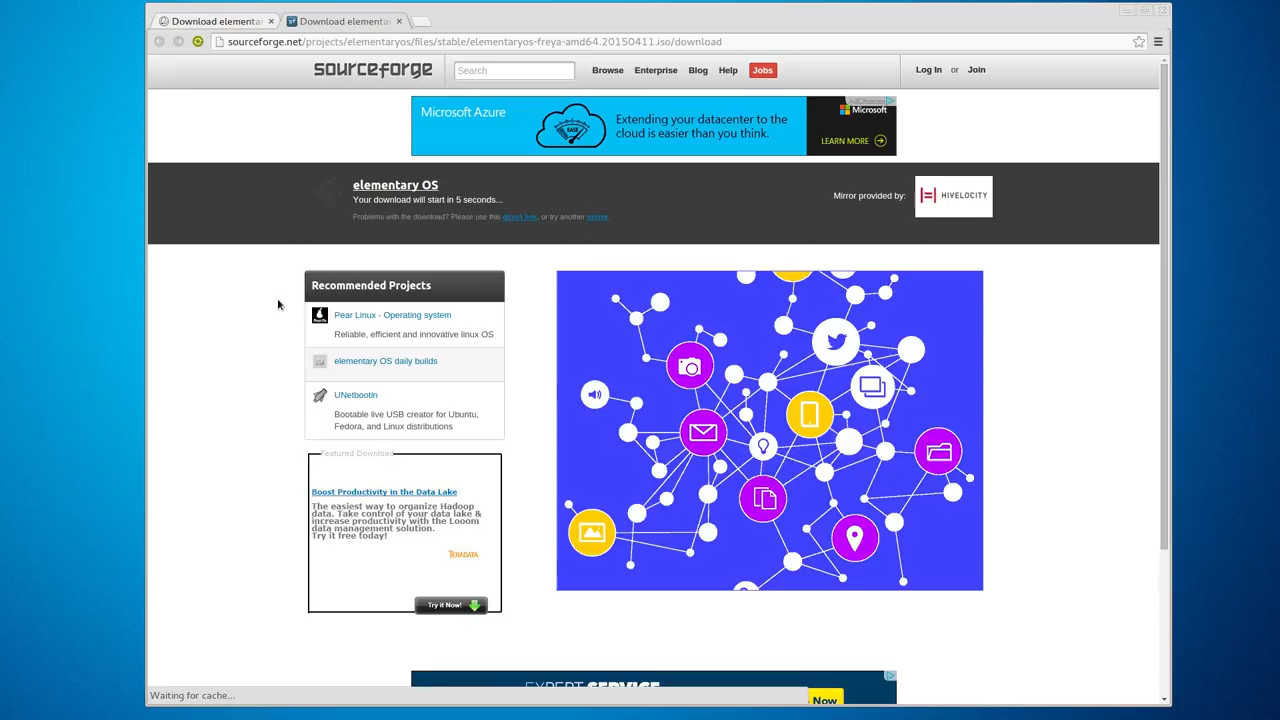 Download elementar
Download elementar
sourceforge.net/projects/elementaryos/files/stable/elementaryos-freya-amd64.20150411.iso/download
sourceforge
Search
Browse
Enterprise
Blog
Help
Jobs
Log In or Join
Microsoft Azure
EASE
Extending your datacenter to the
cloud is easier than you think.
AdChoices
Microsoft
LEARN MORE
elementary OS
Your download will start in 5 seconds...
Problems with the download? Please use this direct link, or try another mirror.
Mirror provided by:
HIVELOCITY
Recommended Projects
Pear Linux - Operating system
Reliable, efficient and innovative linux OS
elementary OS daily builds
UNetbootin
Bootable live USB creator for Ubuntu,
Fedora, and Linux distributions
Featured Download
Boost Productivity in the Data Lake
The easiest way to organize Hadoop
data. Take control of your data lake &
increase productivity with the Looom
data management solution.
Try it free today!
TERADATA
Try it Now!
EXPERT SERVICE
Now
Waiting for cache...